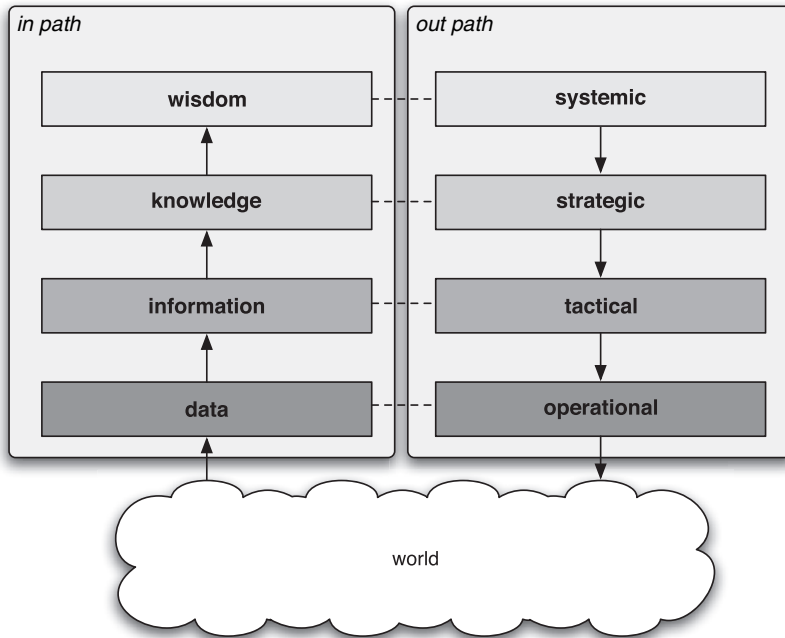 in path
out path
wisdom
systemic
knowledge
strategic
information
tactical
data
operational
world